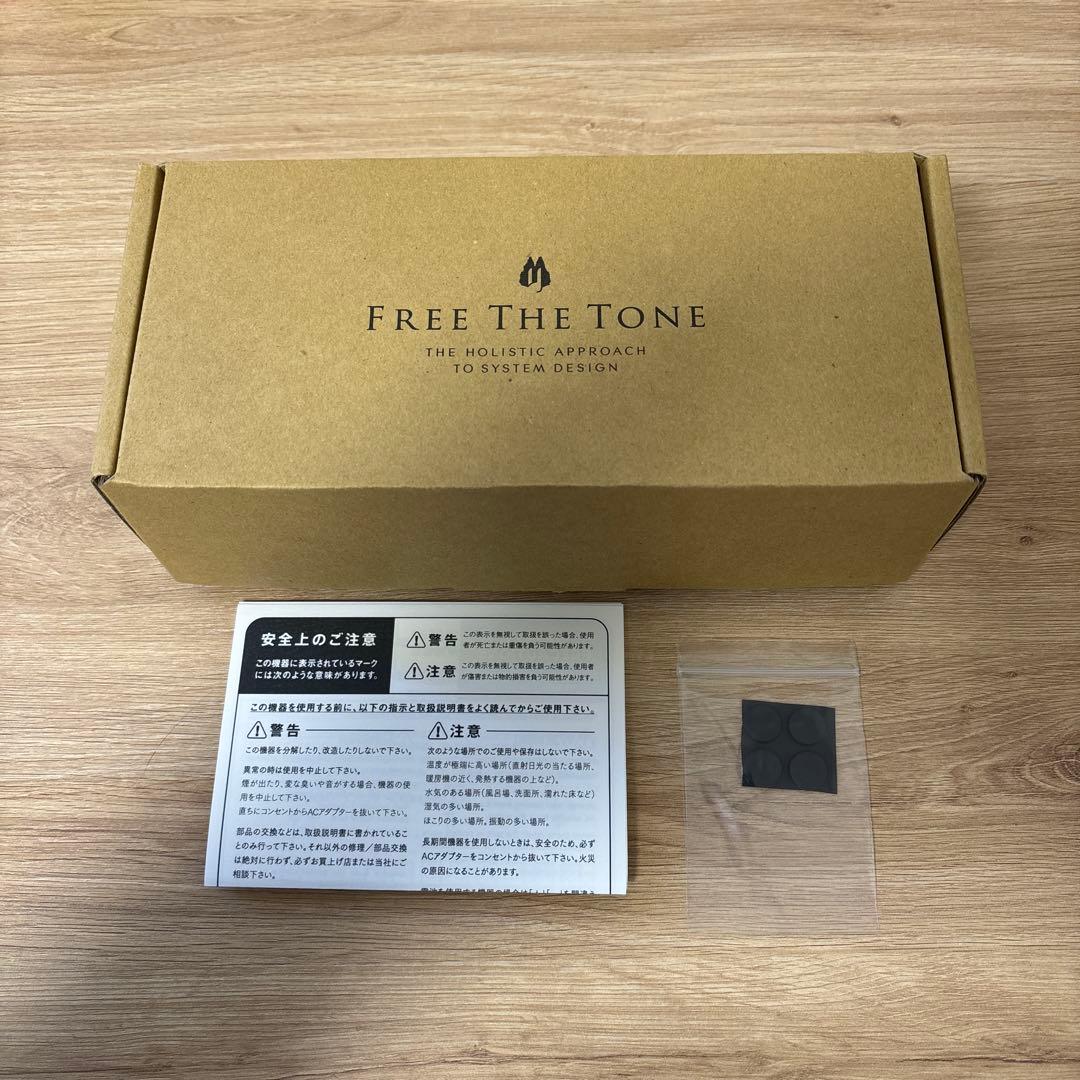 FREE THE TONE
THE HOLISTIC APPROACH
TO SYSTEM DESIGN
安全上のご注意
この機器に表示されているマーク
には次のような意味があります。
警告
この表示を無視して取扱を誤った場合、使用
者が死亡または重傷を負う可能性があります。
注意
この表示を無視して取扱を誤った場合、使用者
が傷害または物的損害を負う可能性があります。
この機器を使用する前に、以下の指示と取扱説明書をよく読んでからご使用下さい。
警告
この機器を分解したり、改造したりしないで下さい。
異常の時は使用を中止して下さい。
煙が出たり、変な臭いや音がする場合、機器の使
用を中止して下さい。
直ちにコンセントからACアダプターを抜いて下さい。
部品の交換などは、取扱説明書に書かれているこ
とのみ行って下さい。それ以外の修理／部品交換
は絶対に行わず、必ずお買上げ店または当社にご
相談下さい。
注意
次のような場所でのご使用や保存はしないで下さい。
温度が極端に高い場所（直射日光の当たる場所、
暖房機の近く、発熱する機器の上など）。
水気のある場所（風呂場、洗面所、濡れた床など）
湿気の多い場所。
ほこりの多い場所。振動の多い場所。
長期間機器を使用しないときは、安全のため、必ず
ACアダプターをコンセントから抜いて下さい。火災
の原因になることがあります。